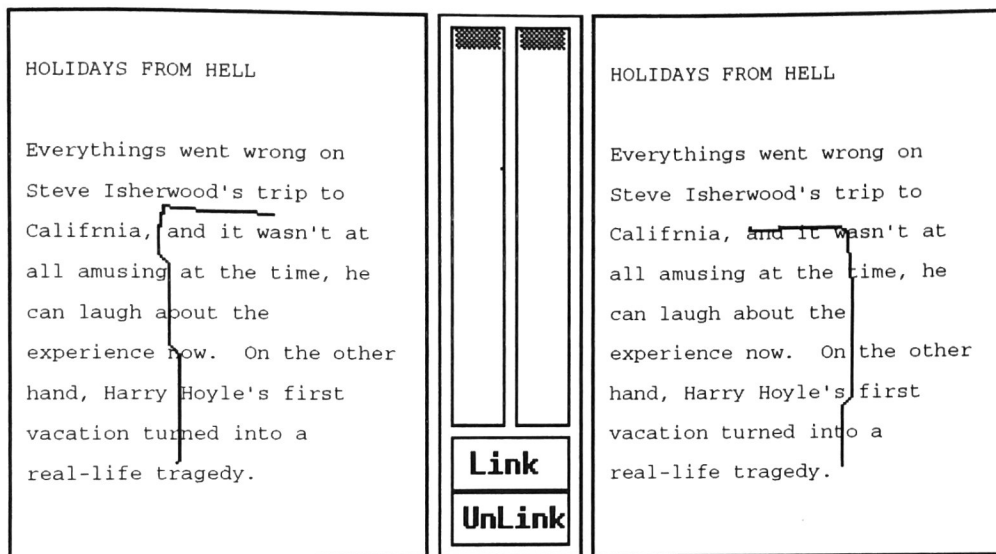 HOLIDAYS FROM HELL
Everythings went wrong on
Steve Isherwood's trip to
Califrnia, and it wasn't at
all amusing at the time, he
can laugh about the
experience now.  On the other
hand, Harry Hoyle's first
vacation turned into a
real-life tragedy.
Link
UnLink
HOLIDAYS FROM HELL
Everythings went wrong on
Steve Isherwood's trip to
Califrnia, and it wasn't at
all amusing at the time, he
can laugh about the
experience now.  On the other
hand, Harry Hoyle's first
vacation turned into a
real-life tragedy.